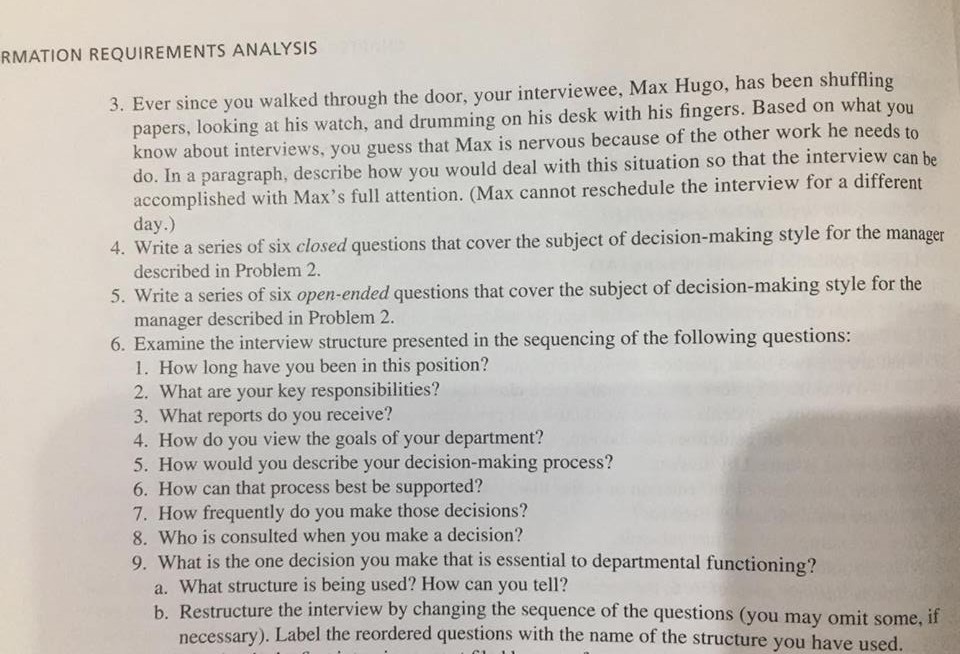 RMATION REQUIREMENTS ANALYSIS
3. Ever since you walked through the door, your interviewee, Max Hugo, has been shuffling
papers, looking at his watch, and drumming on his desk with his fingers. Based on what you
know about interviews, you guess that Max is nervous because of the other work he needs to
do. In a paragraph, describe how you would deal with this situation so that the interview can be
accomplished with Max's full attention. (Max cannot reschedule the interview for a different
day.)
4. Write a series of six closed questions that cover the subject of decision-making style for the manager
described in Problem 2.
5. Write a series of six open-ended questions that cover the subject of decision-making style for the
manager described in Problem 2.
6. Examine the interview structure presented in the sequencing of the following questions:
1. How long have you been in this position?
2. What are your key responsibilities?
3. What reports do you receive?
4. How do you view the goals of your department?
5. How would you describe your decision-making process?
6. How can that process best be supported?
7. How frequently do you make those decisions?
8. Who is consulted when you make a decision?
9. What is the one decision you make that is essential to departmental functioning?
a. What structure is being used? How can you tell?
b. Restructure the interview by changing the sequence of the questions (you may omit some, if
necessary). Label the reordered questions with the name of the structure you have used.